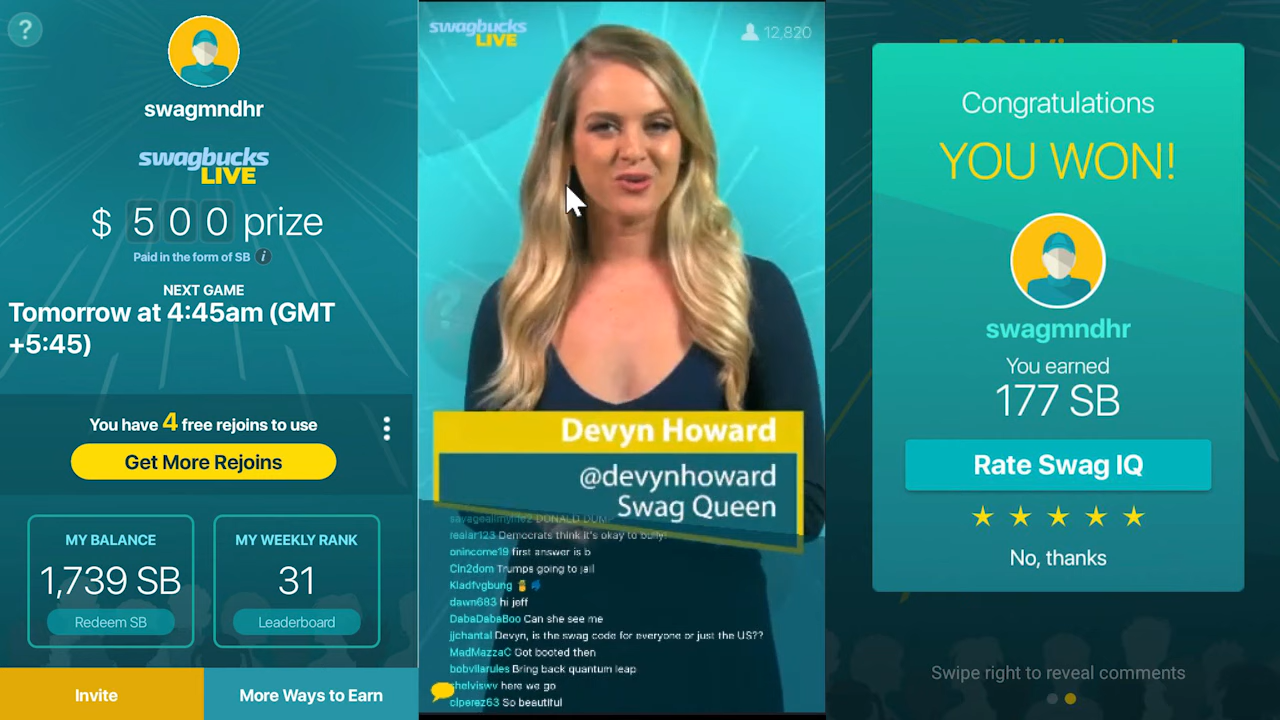 ?
swagmndhr
swagbucks
LIVE
$ 500 prize
Paid in the form of SB i
NEXT GAME
Tomorrow at 4:45am (GMT
+5:45)
You have 4 free rejoins to use
Get More Rejoins
MY BALANCE
1,739 SB
Redeem SB
MY WEEKLY RANK
31
Leaderboard
Invite
More Ways to Earn
swagbucks
LIVE
12,820
Devyn Howard
@devynhoward
Swag Queen
savageallmylife2 DONALD DUM
realar123 Democrats think it's okay to bully!
onincome19 first answer is b
Cin2dom Trumps going to jail
Kladfvgbung
dawn683 hi jeff
DabaDabaBoo Can she see me
jjchantal Devyn, is the swag code for everyone or just the US??
MadMazzaC Got booted then
bobvilarules Bring back quantum leap
shelviswv here we go
clperez63 So beautiful
Congratulations
YOU WON!
swagmndhr
You earned
177 SB
Rate Swag IQ
No, thanks
Swipe right to reveal comments